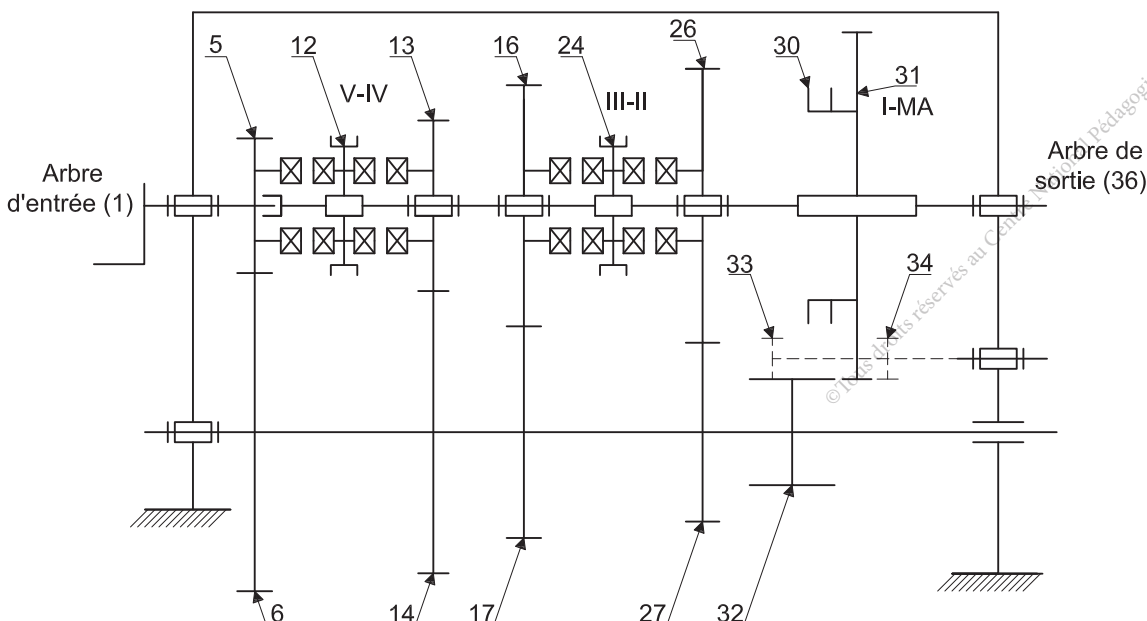 5
12
13
16
24
26
30
31
V-IV
III-II
I-MA
Arbre
d'entrée (1)
Arbre de
sortie (36)
33
34
6
14
17
27
32
©Tous droits réservés au Centre National Pédagogi